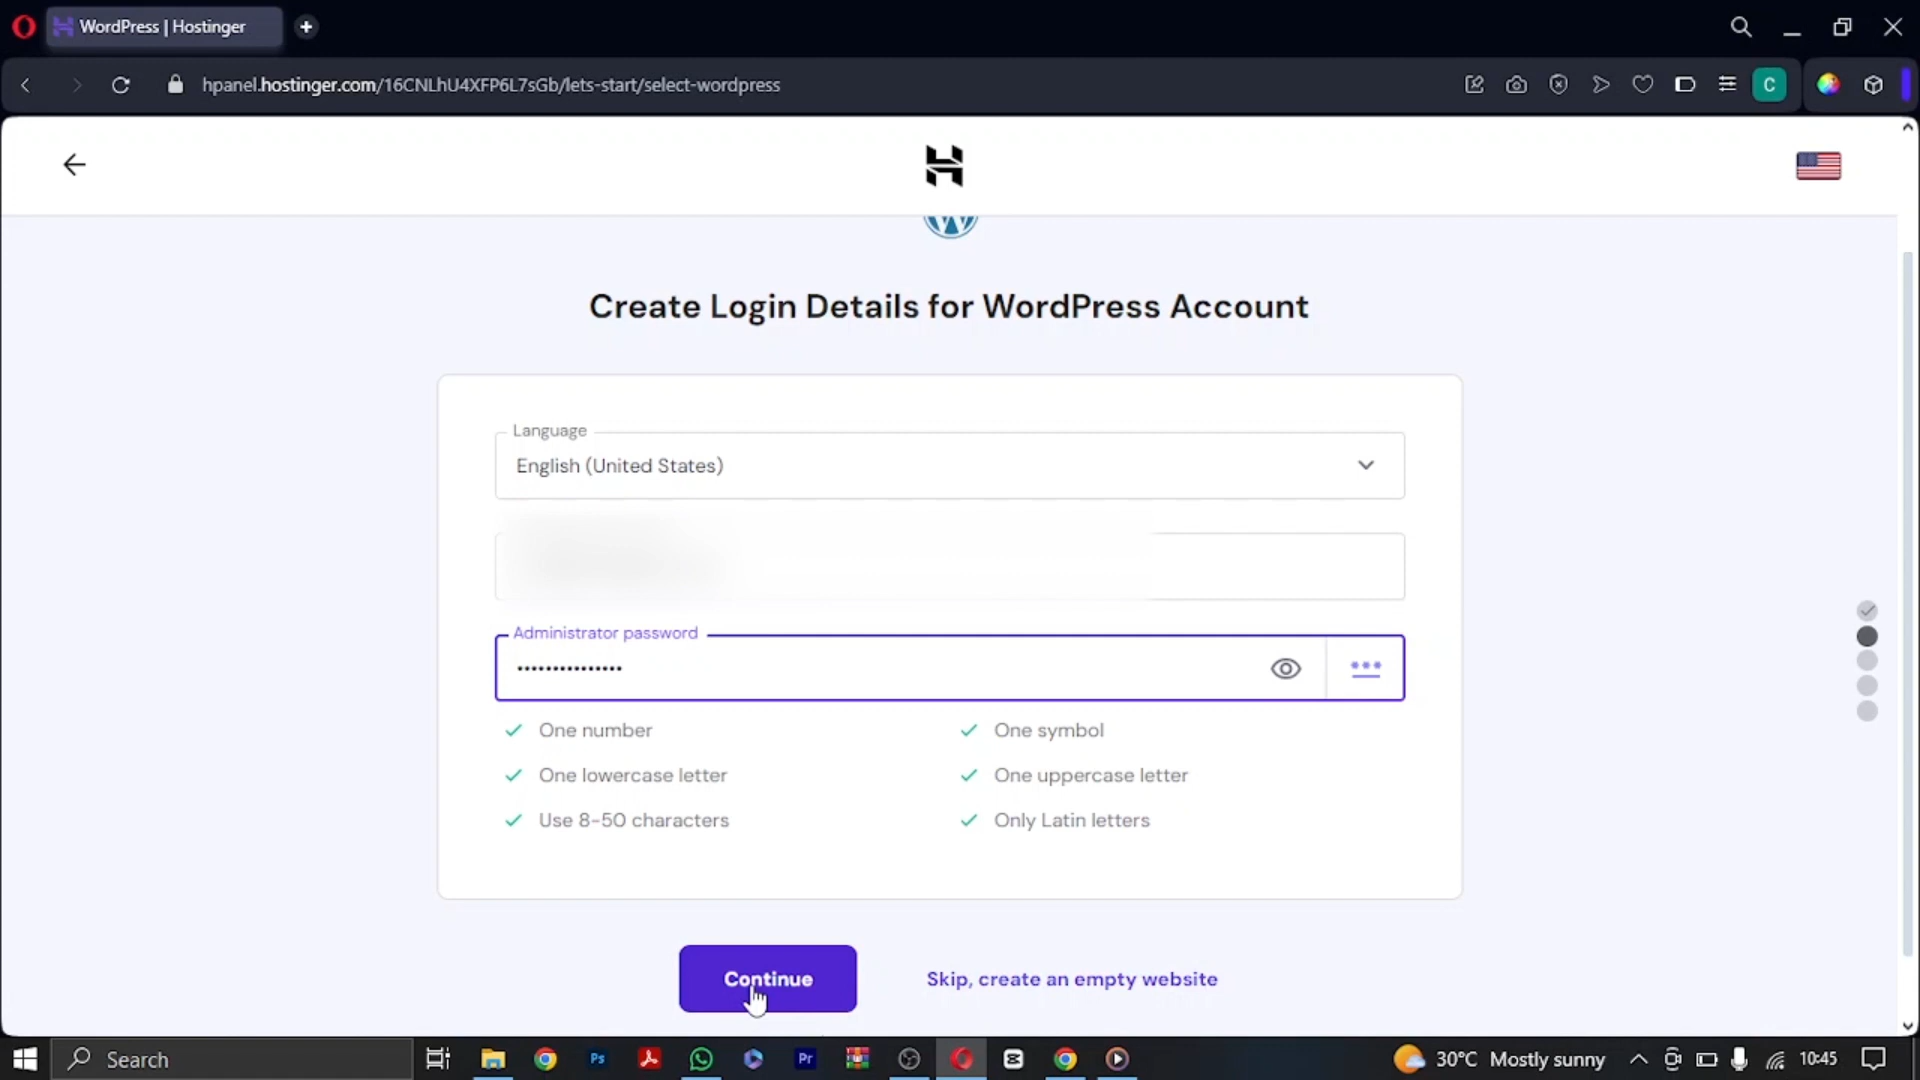 WordPress | Hostinger
hpanel.hostinger.com/16CNLhU4XFP6L7sGb/lets-start/select-wordpress
C
Create Login Details for WordPress Account
Language
English (United States)
Administrator password
•••••••••••••••
One number
One symbol
One lowercase letter
One uppercase letter
Use 8-50 characters
Only Latin letters
Continue
Skip, create an empty website
Search
Ps
Pr
30°C Mostly sunny
10:45